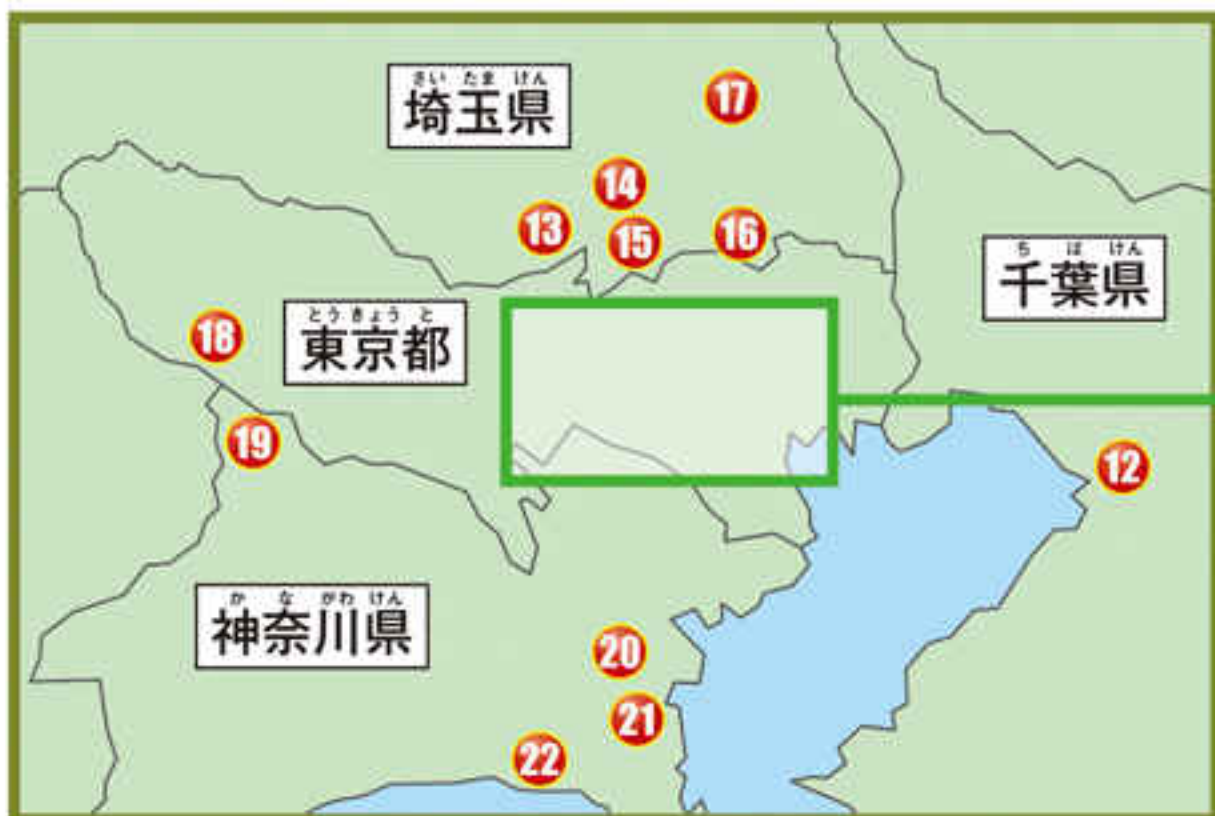 さいたまけん
埼玉県
17
14
13
15
16
ちばけん
千葉県
とうきょうと
東京都
18
19
12
かながわけん
神奈川県
20
21
22